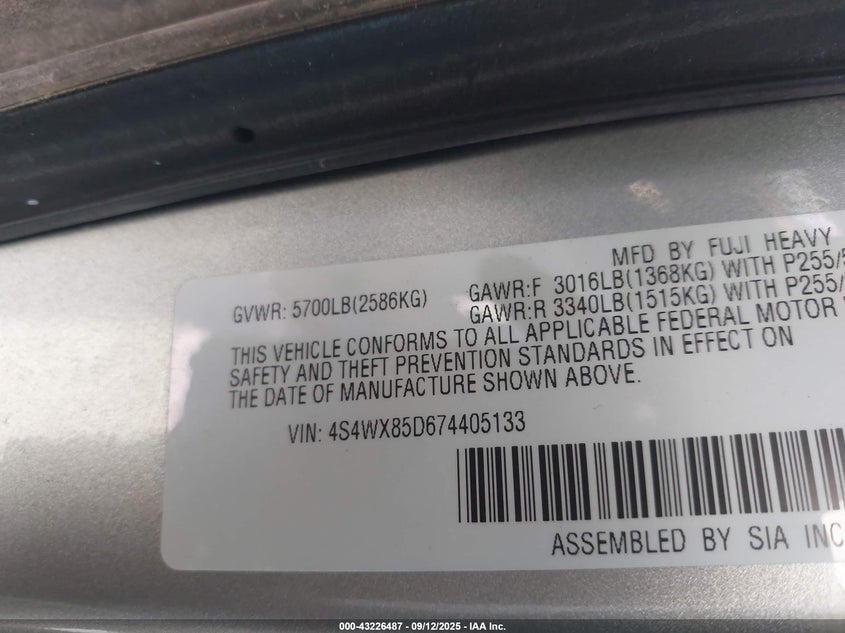 MFD BY FUJI HEAVY
GVWR: 5700LB(2586KG) GAWR:F 3016LB(1368KG) WITH P255/
GAWR:R 3340LB(1515KG) WITH P255/
THIS VEHICLE CONFORMS TO ALL APPLICABLE FEDERAL MOTOR
SAFETY AND THEFT PREVENTION STANDARDS IN EFFECT ON
THE DATE OF MANUFACTURE SHOWN ABOVE.
VIN: 4S4WX85D674405133
ASSEMBLED BY SIA INC
000-43226487 - 09/12/2025 - IAA Inc.